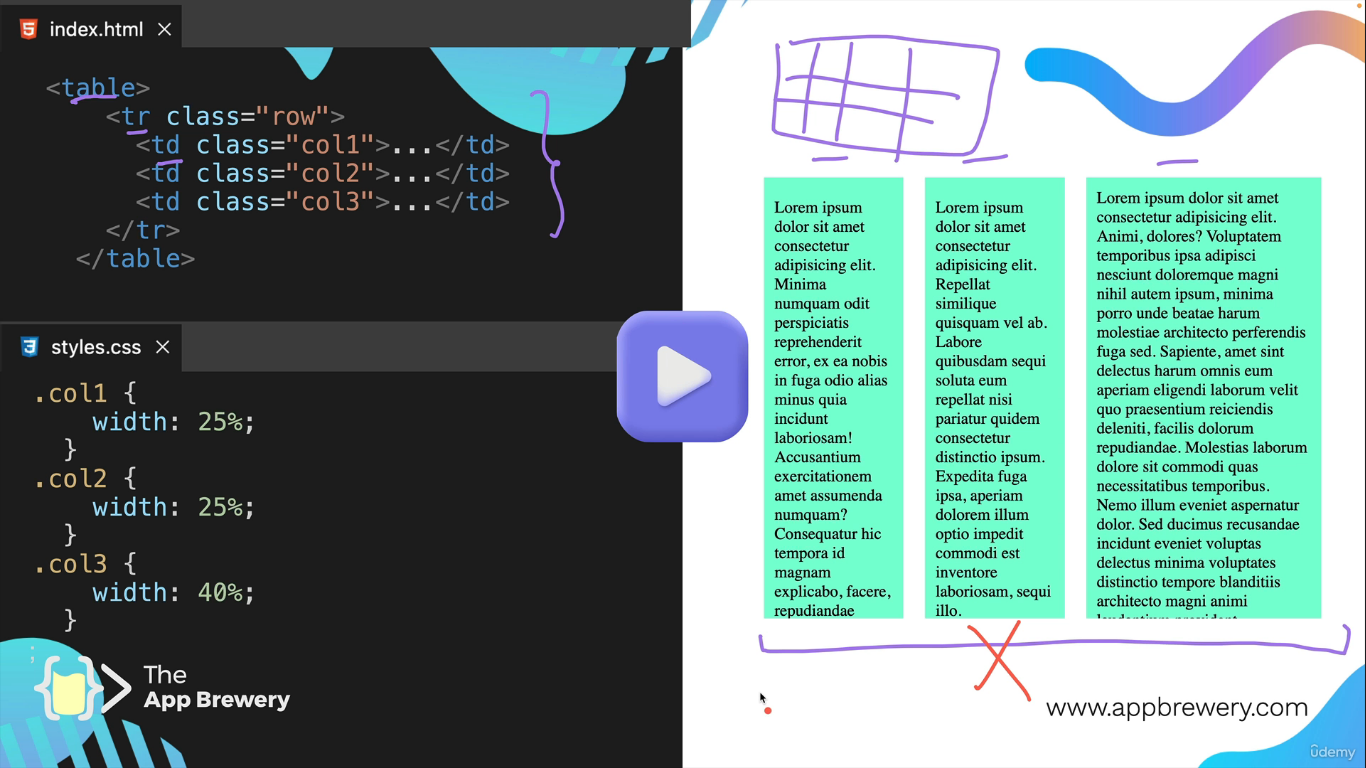 index.html
<table>
<tr class="row">
<td class="col1">...</td>
<td class="col2">...</td>
<td class="col3">...</td>
</tr>
</table>
styles.css
.col1 {
width: 25%;
}
.col2 {
width: 25%;
}
.col3 {
width: 40%;
}
;
The
App Brewery
Lorem ipsum
dolor sit amet
consectetur
adipisicing elit.
Minima
numquam odit
perspiciatis
reprehenderit
error, ex ea nobis
in fuga odio alias
minus quia
incidunt
laboriosam!
Accusantium
exercitationem
amet assumenda
numquam?
Consequatur hic
tempora id
magnam
explicabo, facere,
repudiandae
Lorem ipsum
dolor sit amet
consectetur
adipisicing elit.
Repellat
similique
quisquam vel ab.
Labore
quibusdam sequi
soluta eum
repellat nisi
pariatur quidem
consectetur
distinctio ipsum.
Expedita fuga
ipsa, aperiam
dolorem illum
optio impedit
commodi est
inventore
laboriosam, sequi
illo.
Lorem ipsum dolor sit amet
consectetur adipisicing elit.
Animi, dolores? Voluptatem
temporibus ipsa adipisci
nesciunt doloremque magni
nihil autem ipsum, minima
porro unde beatae harum
molestiae architecto perferendis
fuga sed. Sapiente, amet sint
delectus harum omnis eum
aperiam eligendi laborum velit
quo praesentium reiciendis
deleniti, facilis dolorum
repudiandae. Molestias laborum
dolore sit commodi quas
necessitatibus temporibus.
Nemo illum eveniet aspernatur
dolor. Sed ducimus recusandae
incidunt eveniet voluptas
delectus minima voluptates
distinctio tempore blanditiis
architecto magni animi
www.appbrewery.com
udemy